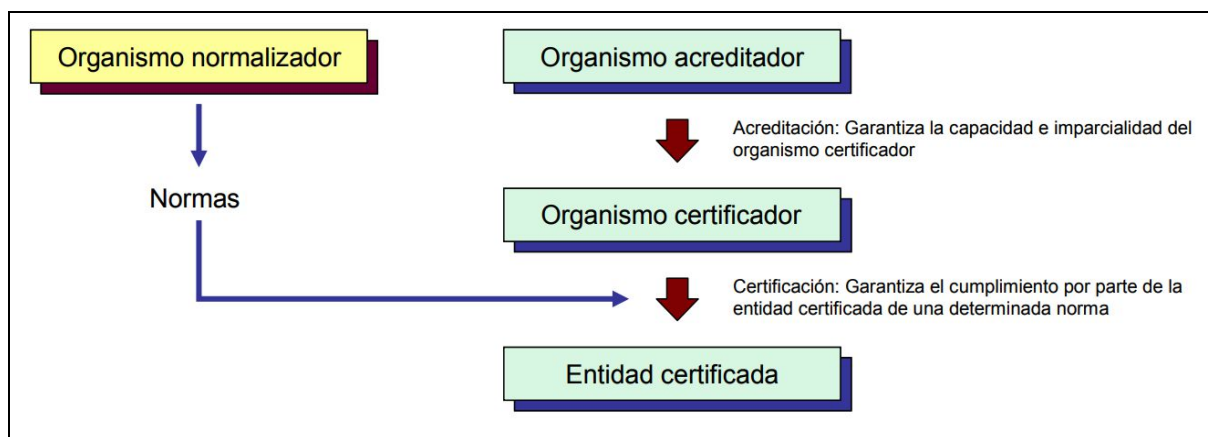 Organismo normalizador
Organismo acreditador
Acreditación: Garantiza la capacidad e imparcialidad del
organismo certificador
Normas
Organismo certificador
Certificación: Garantiza el cumplimiento por parte de la
entidad certificada de una determinada norma
Entidad certificada